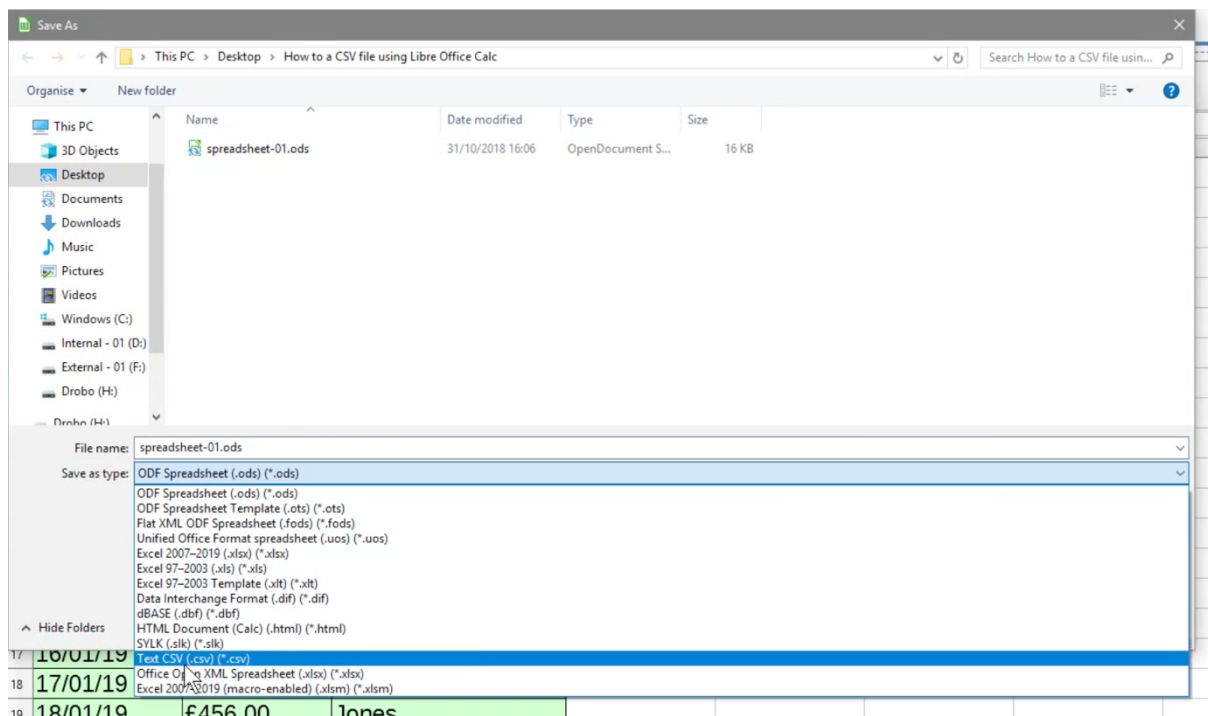 Save As
This PC > Desktop > How to a CSV file using Libre Office Calc
Search How to a CSV file usin...
Organise
New folder
Name Date modified Type Size
This PC
3D Objects
Desktop
Documents
Downloads
Music
Pictures
Videos
Windows (C:)
Internal - 01 (D:)
External - 01 (F:)
Drobo (H:)
Drobo (H:)
spreadsheet-01.ods 31/10/2018 16:06 OpenDocument S... 16 KB
File name: spreadsheet-01.ods
Save as type: ODF Spreadsheet (.ods) (*.ods)
ODF Spreadsheet (.ods) (*.ods)
ODF Spreadsheet Template (.ots) (*.ots)
Flat XML ODF Spreadsheet (.fods) (*.fods)
Unified Office Format spreadsheet (.uos) (*.uos)
Excel 2007–2019 (.xlsx) (*.xlsx)
Excel 97–2003 (.xls) (*.xls)
Excel 97–2003 Template (.xlt) (*.xlt)
Data Interchange Format (.dif) (*.dif)
dBASE (.dbf) (*.dbf)
HTML Document (Calc) (.html) (*.html)
SYLK (.slk) (*.slk)
Text CSV (.csv) (*.csv)
Office Open XML Spreadsheet (.xlsx) (*.xlsx)
Excel 2007–2019 (macro-enabled) (.xlsm) (*.xlsm)
Hide Folders
17 16/01/19
18 17/01/19
19 18/01/19 £456.00 Jones